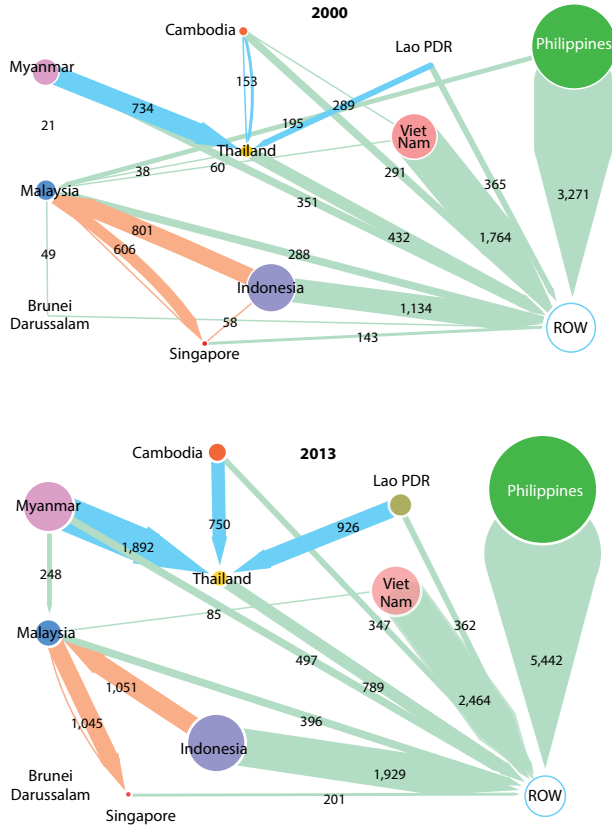 2000
Cambodia
Lao PDR
Philippines
Myanmar
153
734
289
195
21
Viet
Nam
Thailand
38
60
291
365
Malaysia
351
3,271
801
432
1,764
606
288
49
Indonesia
1,134
Brunei
Darussalam
58
ROW
143
Singapore
2013
Cambodia
Lao PDR
Philippines
Myanmar
750
926
1,892
248
Thailand
Viet
Nam
85
Malaysia
347
362
497
5,442
789
1,051
2,464
1,045
396
Indonesia
1,929
Brunei
Darussalam
ROW
201
Singapore